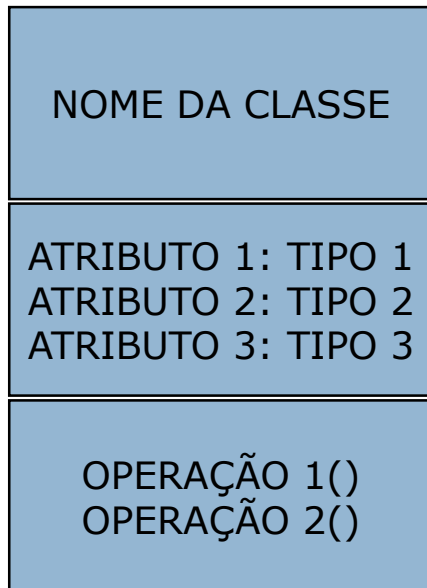 NOME DA CLASSE
ATRIBUTO 1: TIPO 1
ATRIBUTO 2: TIPO 2
ATRIBUTO 3: TIPO 3
OPERAÇÃO 1()
OPERAÇÃO 2()